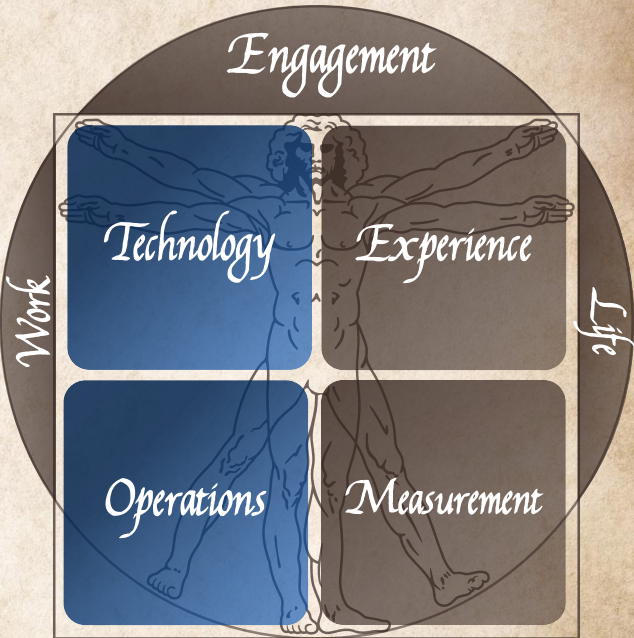 Engagement
Technology
Experience
Work
Life
Operations
Measurement